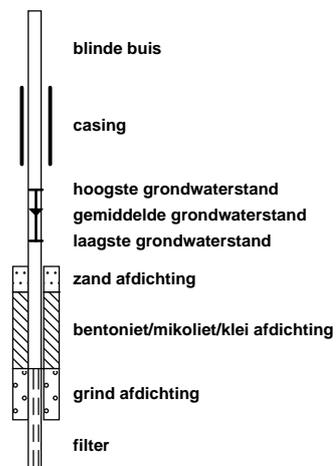 blinde buis
casing
hoogste grondwaterstand
gemiddelde grondwaterstand
laagste grondwaterstand
zand afdichting
bentoniet/mikoliet/klei afdichting
grind afdichting
filter